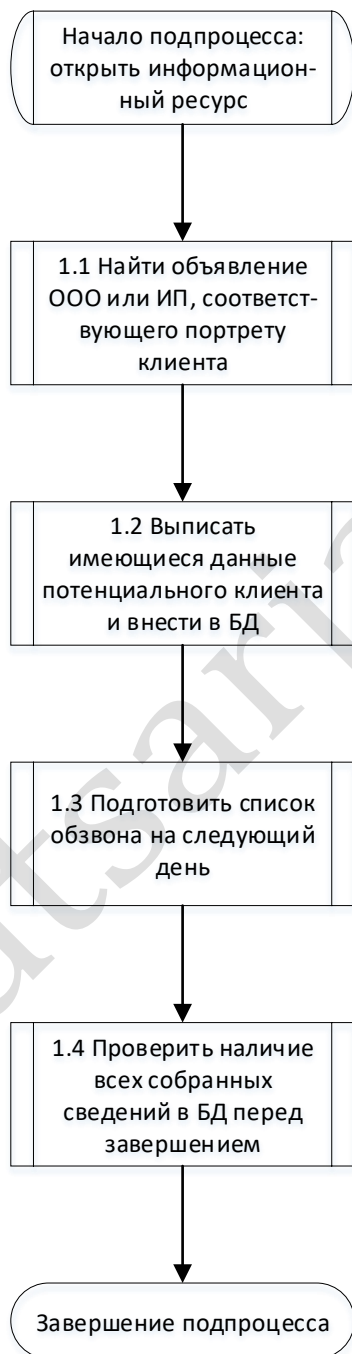 Начало подпроцесса:
открыть информацион-
ный ресурс
1.1 Найти объявление
ООО или ИП, соответст-
вующего портрету
клиента
1.2 Выписать
имеющиеся данные
потенциального клиента
и внести в БД
1.3 Подготовить список
обзвона на следующий
день
1.4 Проверить наличие
всех собранных
сведений в БД перед
завершением
Завершение подпроцесса